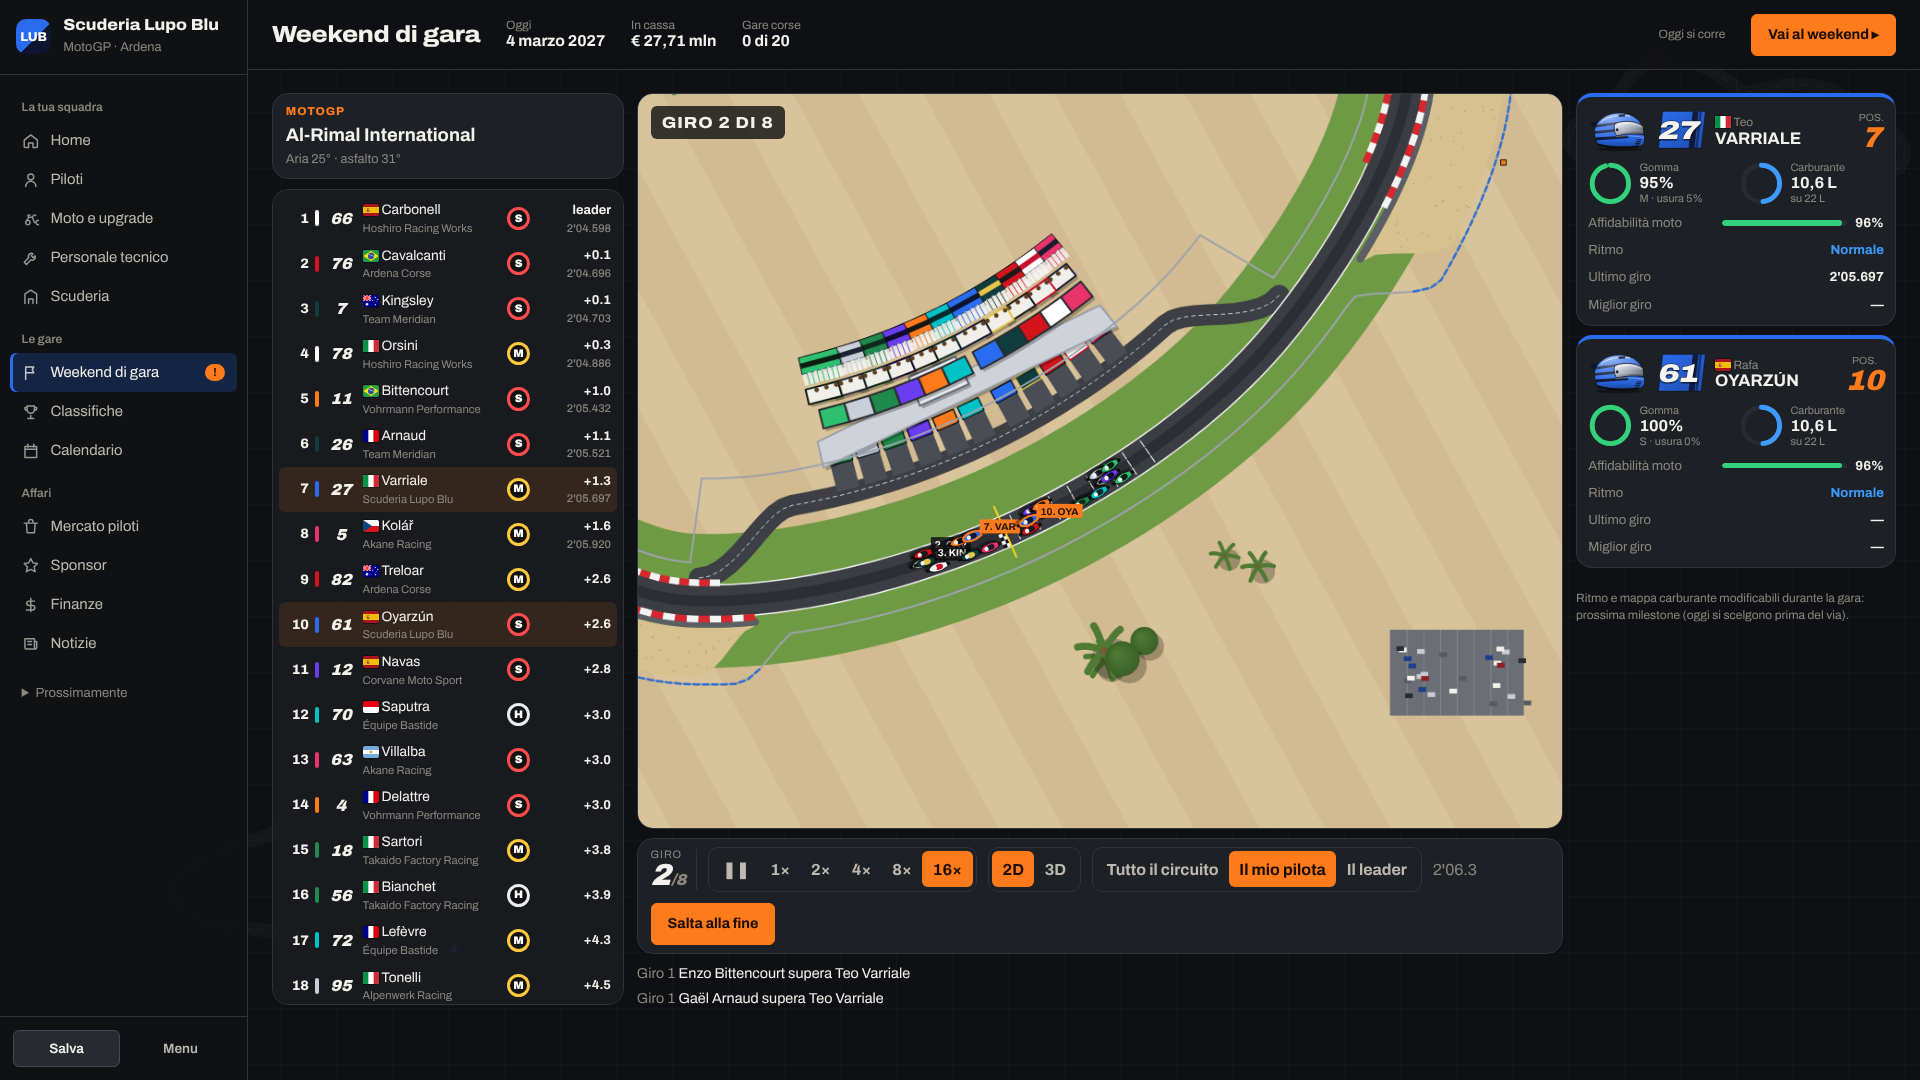 LUB
Scuderia Lupo Blu
MotoGP · Ardena
La tua squadra
Home
Piloti
Moto e upgrade
Personale tecnico
Scuderia
Le gare
Weekend di gara
!
Classifiche
Calendario
Affari
Mercato piloti
Sponsor
Finanze
Notizie
▶ Prossimamente
Salva
Menu
Weekend di gara
Oggi
4 marzo 2027
In cassa
€ 27,71 mln
Gare corse
0 di 20
Oggi si corre
Vai al weekend ▸
MOTOGP
Al-Rimal International
Aria 25° · asfalto 31°
1 66 Carbonell S leader
Hoshiro Racing Works 2'04.598
2 76 Cavalcanti S +0.1
Ardena Corse 2'04.696
3 7 Kingsley S +0.1
Team Meridian 2'04.703
4 78 Orsini M +0.3
Hoshiro Racing Works 2'04.886
5 11 Bittencourt S +1.0
Vohrmann Performance 2'05.432
6 26 Arnaud S +1.1
Team Meridian 2'05.521
7 27 Varriale M +1.3
Scuderia Lupo Blu 2'05.697
8 5 Kolář M +1.6
Akane Racing 2'05.920
9 82 Treloar M +2.6
Ardena Corse
10 61 Oyarzún S +2.6
Scuderia Lupo Blu
11 12 Navas S +2.8
Corvane Moto Sport
12 70 Saputra H +3.0
Équipe Bastide
13 63 Villalba S +3.0
Akane Racing
14 4 Delattre S +3.0
Vohrmann Performance
15 18 Sartori M +3.8
Takaido Factory Racing
16 56 Bianchet H +3.9
Takaido Factory Racing
17 72 Lefèvre M +4.3
Équipe Bastide
18 95 Tonelli M +4.5
Alpenwerk Racing
GIRO 2 DI 8
10. OYA
7. VAR
3. KIN
GIRO
2/8
1×
2×
4×
8×
16×
2D
3D
Tutto il circuito
Il mio pilota
Il leader
2'06.3
Salta alla fine
Giro 1 Enzo Bittencourt supera Teo Varriale
Giro 1 Gaël Arnaud supera Teo Varriale
27
Teo
VARRIALE
POS.
7
Gomma
95%
M · usura 5%
Carburante
10,6 L
su 22 L
Affidabilità moto 96%
Ritmo Normale
Ultimo giro 2'05.697
Miglior giro —
61
Rafa
OYARZÚN
POS.
10
Gomma
100%
S · usura 0%
Carburante
10,6 L
su 22 L
Affidabilità moto 96%
Ritmo Normale
Ultimo giro —
Miglior giro —
Ritmo e mappa carburante modificabili durante la gara:
prossima milestone (oggi si scelgono prima del via).